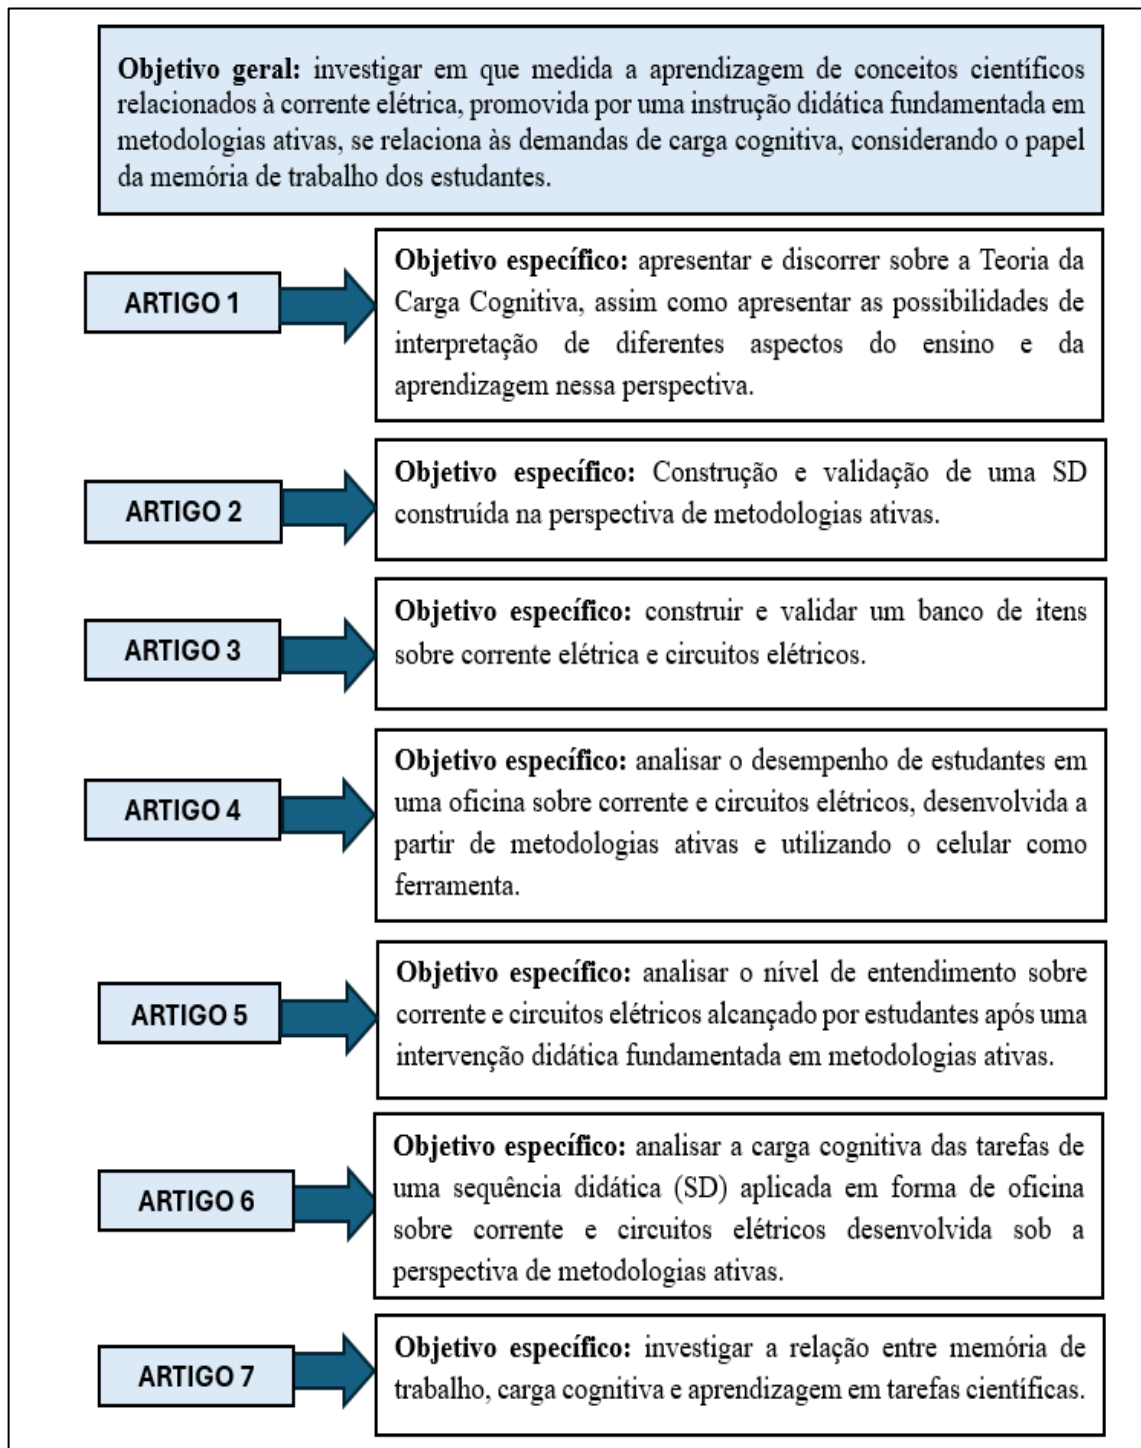 Objetivo geral: investigar em que medida a aprendizagem de conceitos científicos
relacionados à corrente elétrica, promovida por uma instrução didática fundamentada em
metodologias ativas, se relaciona às demandas de carga cognitiva, considerando o papel
da memória de trabalho dos estudantes.
ARTIGO 1
Objetivo específico: apresentar e discorrer sobre a Teoria da
Carga Cognitiva, assim como apresentar as possibilidades de
interpretação de diferentes aspectos do ensino e da
aprendizagem nessa perspectiva.
ARTIGO 2
Objetivo específico: Construção e validação de uma SD
construída na perspectiva de metodologias ativas.
ARTIGO 3
Objetivo específico: construir e validar um banco de itens
sobre corrente elétrica e circuitos elétricos.
ARTIGO 4
Objetivo específico: analisar o desempenho de estudantes em
uma oficina sobre corrente e circuitos elétricos, desenvolvida a
partir de metodologias ativas e utilizando o celular como
ferramenta.
ARTIGO 5
Objetivo específico: analisar o nível de entendimento sobre
corrente e circuitos elétricos alcançado por estudantes após uma
intervenção didática fundamentada em metodologias ativas.
ARTIGO 6
Objetivo específico: analisar a carga cognitiva das tarefas de
uma sequência didática (SD) aplicada em forma de oficina
sobre corrente e circuitos elétricos desenvolvida sob a
perspectiva de metodologias ativas.
ARTIGO 7
Objetivo específico: investigar a relação entre memória de
trabalho, carga cognitiva e aprendizagem em tarefas científicas.